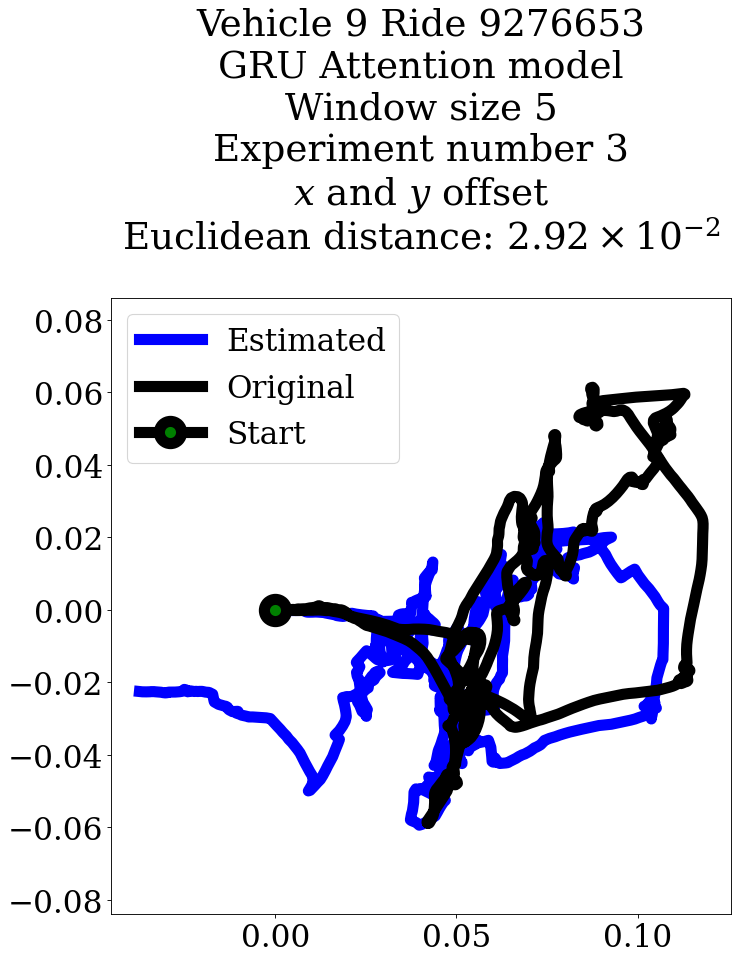 Vehicle 9 Ride 9276653
GRU Attention model
Window size 5
Experiment number 3
x and y offset
Euclidean distance: 2.92 × 10⁻²
Estimated
Original
Start
0.08
0.06
0.04
0.02
0.00
−0.02
−0.04
−0.06
−0.08
0.00 0.05 0.10